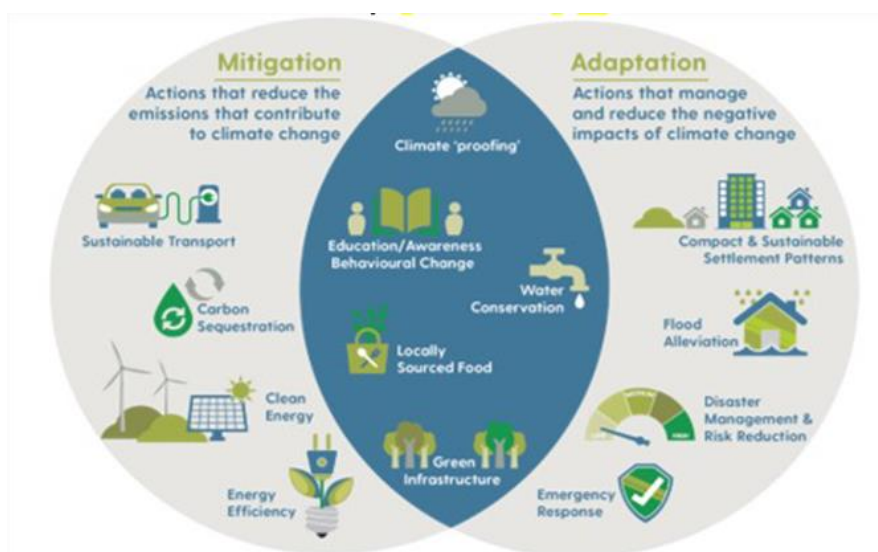 Mitigation
Actions that reduce the
emissions that contribute
to climate change
Sustainable Transport
Carbon
Sequestration
Clean
Energy
Energy
Efficiency
Climate ‘proofing’
Education/Awareness
Behavioural Change
Water
Conservation
Locally
Sourced Food
Green
Infrastructure
Adaptation
Actions that manage
and reduce the negative
impacts of climate change
Compact & Sustainable
Settlement Patterns
Flood
Alleviation
Disaster
Management &
Risk Reduction
Emergency
Response